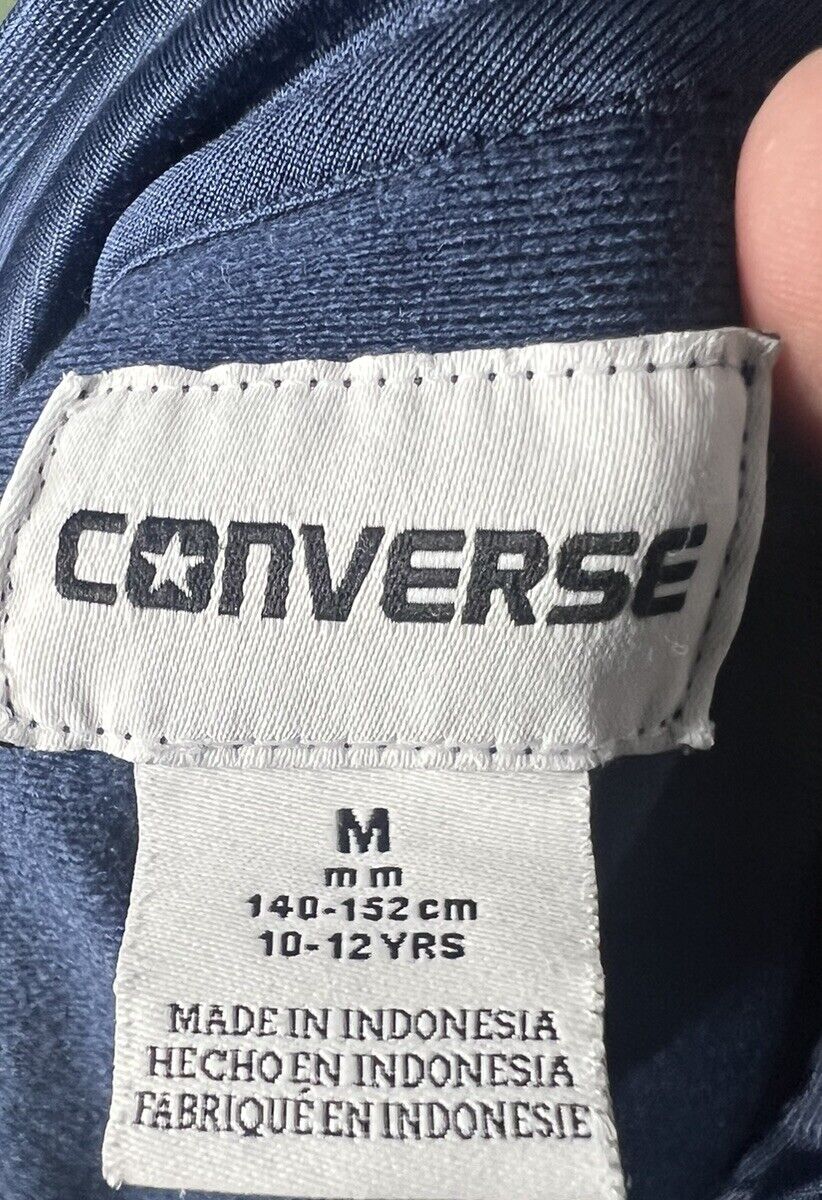 CONVERSE
M
m m
140-152 cm
10-12 YRS
MADE IN INDONESIA
HECHO EN INDONESIA
FABRIQUÉ EN INDONESIE